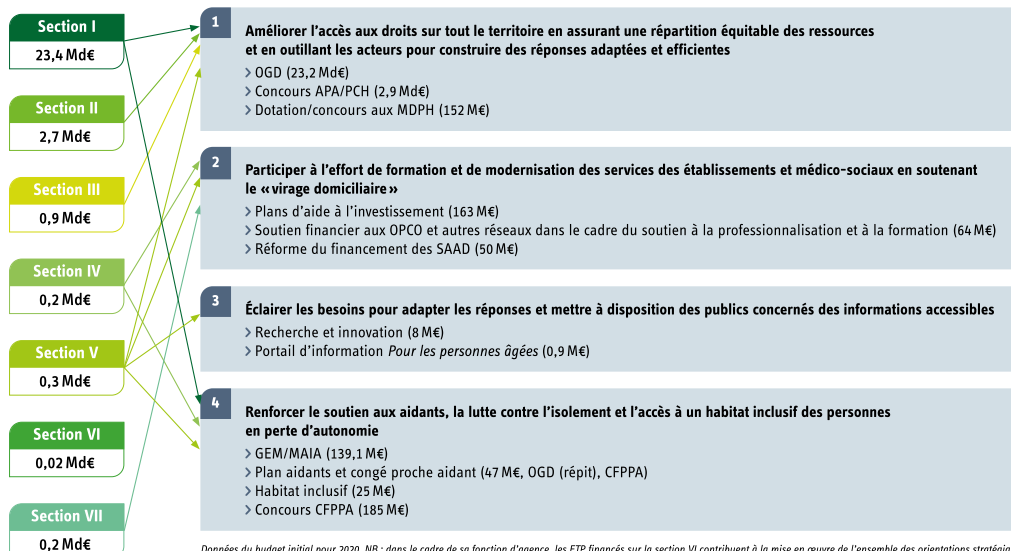 Section I
23,4 Md€
Section II
2,7 Md€
Section III
0,9 Md€
Section IV
0,2 Md€
Section V
0,3 Md€
Section VI
0,02 Md€
Section VII
0,2 Md€
1
Améliorer l’accès aux droits sur tout le territoire en assurant une répartition équitable des ressources
et en outillant les acteurs pour construire des réponses adaptées et efficientes
> OGD (23,2 Md€)
> Concours APA/PCH (2,9 Md€)
> Dotation/concours aux MDPH (152 M€)
2
Participer à l’effort de formation et de modernisation des services des établissements et médico-sociaux en soutenant
le « virage domiciliaire »
> Plans d’aide à l’investissement (163 M€)
> Soutien financier aux OPCO et autres réseaux dans le cadre du soutien à la professionnalisation et à la formation (64 M€)
> Réforme du financement des SAAD (50 M€)
3
Éclairer les besoins pour adapter les réponses et mettre à disposition des publics concernés des informations accessibles
> Recherche et innovation (8 M€)
> Portail d’information Pour les personnes âgées (0,9 M€)
4
Renforcer le soutien aux aidants, la lutte contre l’isolement et l’accès à un habitat inclusif des personnes
en perte d’autonomie
> GEM/MAIA (139,1 M€)
> Plan aidants et congé proche aidant (47 M€, OGD (répit), CFPPA)
> Habitat inclusif (25 M€)
> Concours CFPPA (185 M€)
Données du budget initial pour 2020. NB : dans le cadre de sa fonction d’agence, les ETP financés sur la section VI contribuent à la mise en œuvre de l’ensemble des orientations